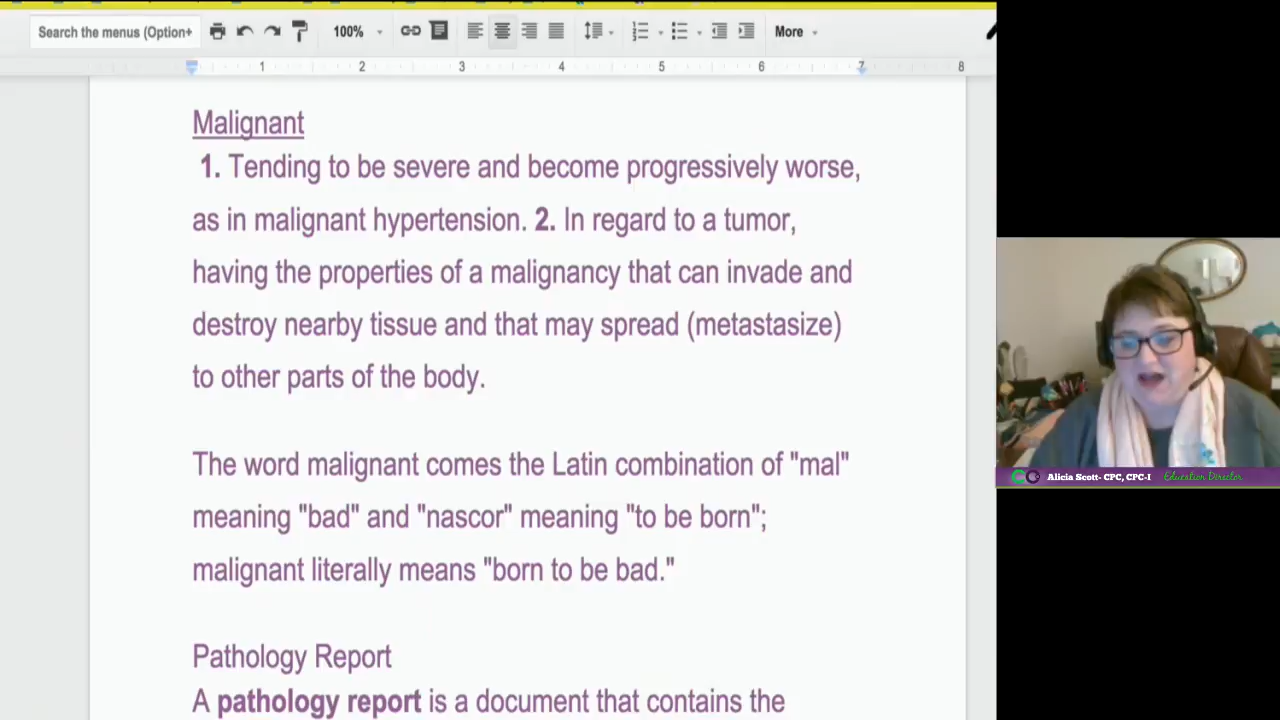 Search the menus (Option+
100%
More
1 2 3 4 5 6 7 8
Malignant
1. Tending to be severe and become progressively worse,
as in malignant hypertension. 2. In regard to a tumor,
having the properties of a malignancy that can invade and
destroy nearby tissue and that may spread (metastasize)
to other parts of the body.
The word malignant comes the Latin combination of "mal"
meaning "bad" and "nascor" meaning "to be born";
malignant literally means "born to be bad."
Pathology Report
A pathology report is a document that contains the
Alicia Scott- CPC, CPC-I Education Director